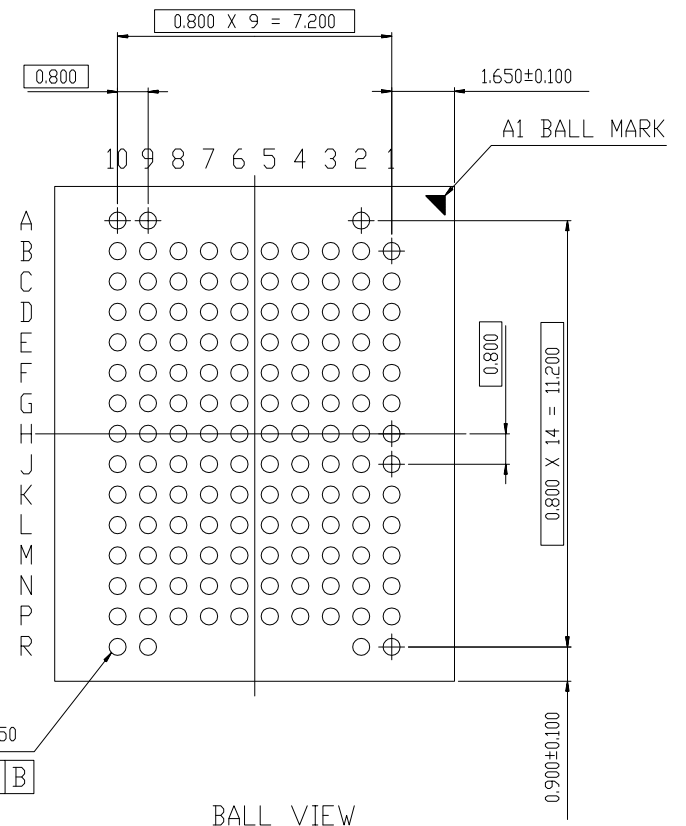 0.800 X 9 = 7.200
0.800
1.650±0.100
A1 BALL MARK
10 9 8 7 6 5 4 3 2 1
A
B
C
D
E
F
G
H
J
K
L
M
N
P
R
0.800
0.800 X 14 = 11.200
0.900±0.100
50
B
BALL VIEW